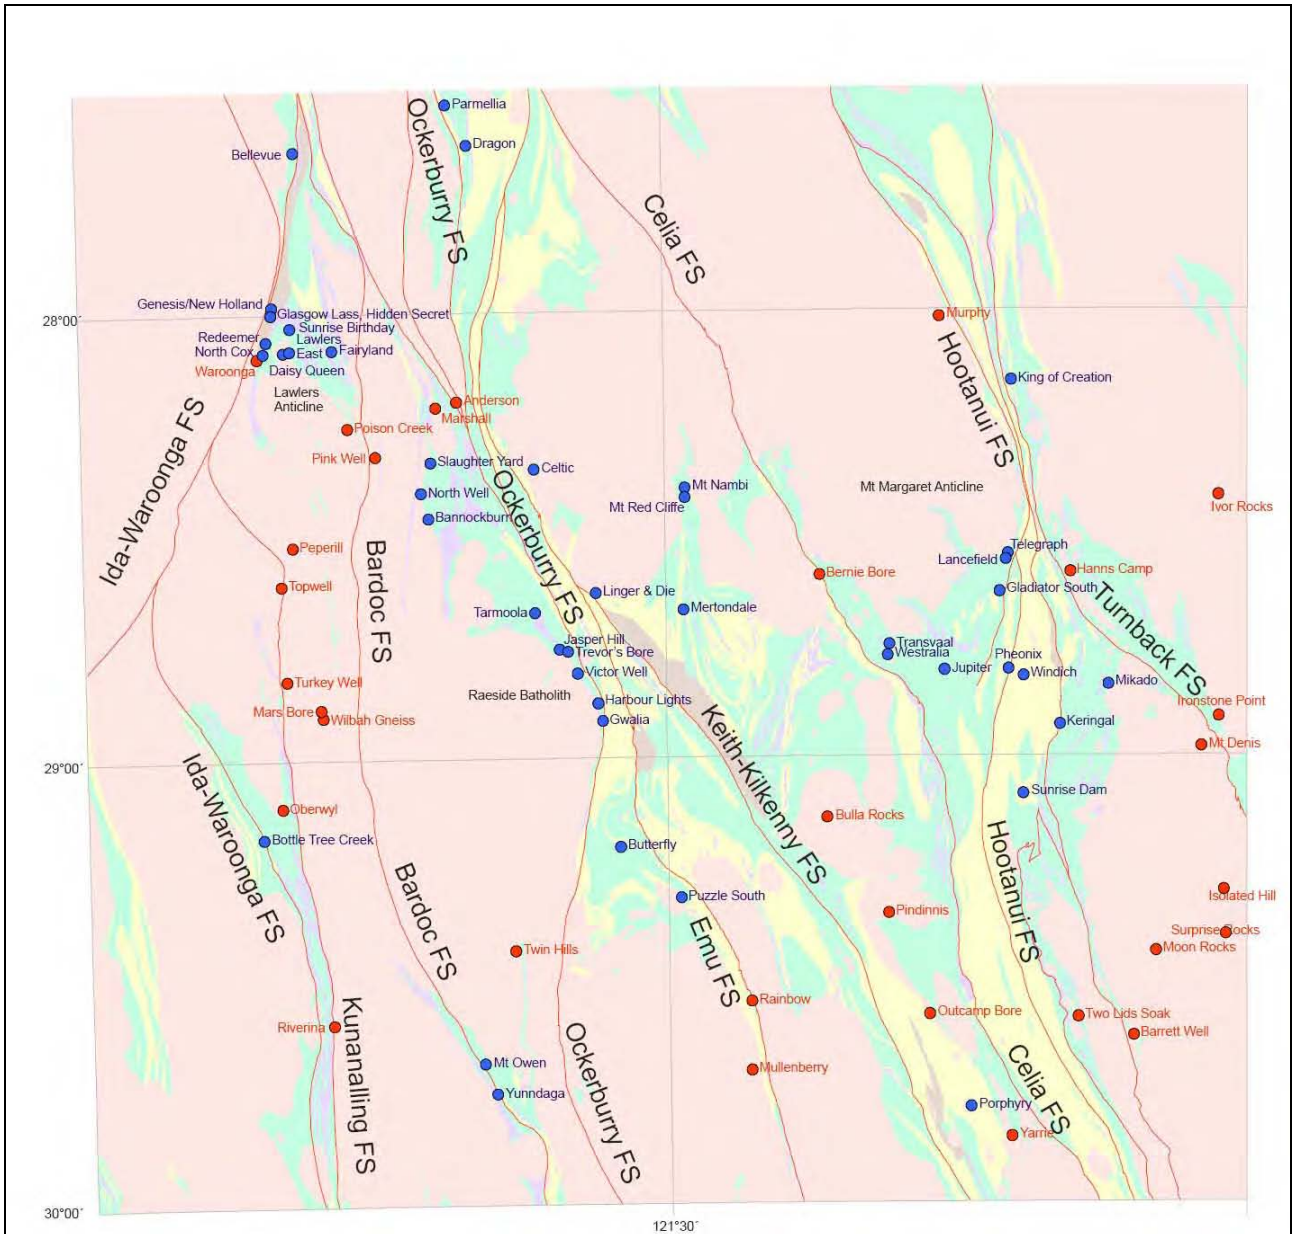 Parmellia
Ockerburry FS
Dragon
Bellevue
Celia FS
Genesis/New Holland
Glasgow Lass, Hidden Secret
28°00´
Murphy
Sunrise Birthday
Redeemer
Lawlers
North Cox
East
Fairyland
Waroonga
Daisy Queen
King of Creation
Lawlers
Anticline
Anderson
Marshall
Hootanui FS
Poison Creek
Pink Well
Slaughter Yard
Celtic
Ida-Waroonga FS
North Well
Mt Nambi
Mt Margaret Anticline
Mt Red Cliffe
Ivor Rocks
Bannockburn
Ockerburry FS
Peperill
Bardoc FS
Telegraph
Lancefield
Hanns Camp
Bernie Bore
Topwell
Linger & Die
Gladiator South
Turnback FS
Tarmoola
Mertondale
Jasper Hill
Trevor's Bore
Transvaal
Westralia
Pheonix
Victor Well
Jupiter
Windich
Turkey Well
Mikado
Raeside Batholith
Harbour Lights
Ironstone Point
Mars Bore
Wilbah Gneiss
Gwalia
Keringal
Keith-Kilkenny FS
Mt Denis
29°00´
Ida-Waroonga FS
Sunrise Dam
Oberwyl
Bulla Rocks
Bottle Tree Creek
Butterfly
Hootanui FS
Bardoc FS
Puzzle South
Isolated Hill
Pindinnis
Emu FS
Surprise Rocks
Moon Rocks
Twin Hills
Rainbow
Outcamp Bore
Two Lids Soak
Riverina
Kunanalling FS
Barrett Well
Ockerburry FS
Celia FS
Mt Owen
Mullenberry
Yunndaga
Porphyry
Yarrie
30°00´
121°30´